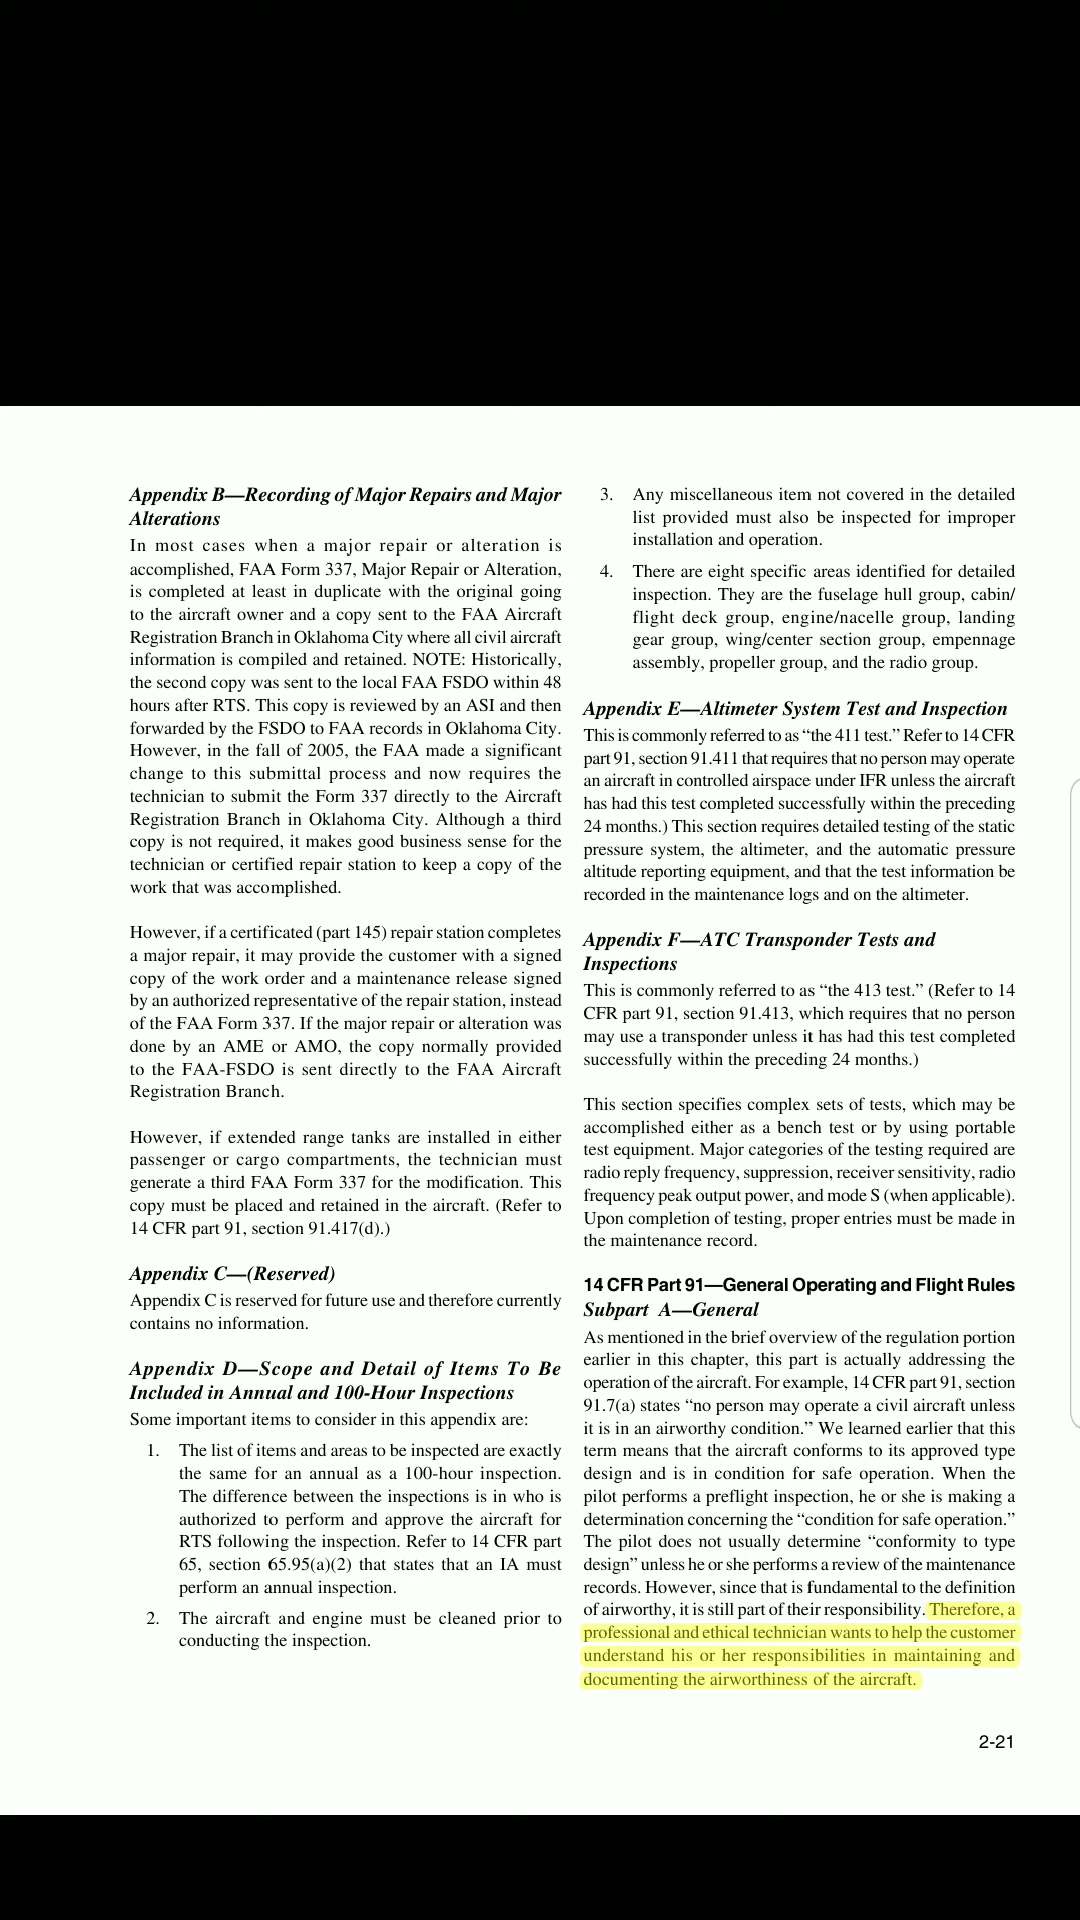 Appendix B—Recording of Major Repairs and Major
Alterations
In most cases when a major repair or alteration is
accomplished, FAA Form 337, Major Repair or Alteration,
is completed at least in duplicate with the original going
to the aircraft owner and a copy sent to the FAA Aircraft
Registration Branch in Oklahoma City where all civil aircraft
information is compiled and retained. NOTE: Historically,
the second copy was sent to the local FAA FSDO within 48
hours after RTS. This copy is reviewed by an ASI and then
forwarded by the FSDO to FAA records in Oklahoma City.
However, in the fall of 2005, the FAA made a significant
change to this submittal process and now requires the
technician to submit the Form 337 directly to the Aircraft
Registration Branch in Oklahoma City. Although a third
copy is not required, it makes good business sense for the
technician or certified repair station to keep a copy of the
work that was accomplished.
However, if a certificated (part 145) repair station completes
a major repair, it may provide the customer with a signed
copy of the work order and a maintenance release signed
by an authorized representative of the repair station, instead
of the FAA Form 337. If the major repair or alteration was
done by an AME or AMO, the copy normally provided
to the FAA-FSDO is sent directly to the FAA Aircraft
Registration Branch.
However, if extended range tanks are installed in either
passenger or cargo compartments, the technician must
generate a third FAA Form 337 for the modification. This
copy must be placed and retained in the aircraft. (Refer to
14 CFR part 91, section 91.417(d).)
Appendix C—(Reserved)
Appendix C is reserved for future use and therefore currently
contains no information.
Appendix D—Scope and Detail of Items To Be
Included in Annual and 100-Hour Inspections
Some important items to consider in this appendix are:
1. The list of items and areas to be inspected are exactly
the same for an annual as a 100-hour inspection.
The difference between the inspections is in who is
authorized to perform and approve the aircraft for
RTS following the inspection. Refer to 14 CFR part
65, section 65.95(a)(2) that states that an IA must
perform an annual inspection.
2. The aircraft and engine must be cleaned prior to
conducting the inspection.
3. Any miscellaneous item not covered in the detailed
list provided must also be inspected for improper
installation and operation.
4. There are eight specific areas identified for detailed
inspection. They are the fuselage hull group, cabin/
flight deck group, engine/nacelle group, landing
gear group, wing/center section group, empennage
assembly, propeller group, and the radio group.
Appendix E—Altimeter System Test and Inspection
This is commonly referred to as “the 411 test.” Refer to 14 CFR
part 91, section 91.411 that requires that no person may operate
an aircraft in controlled airspace under IFR unless the aircraft
has had this test completed successfully within the preceding
24 months.) This section requires detailed testing of the static
pressure system, the altimeter, and the automatic pressure
altitude reporting equipment, and that the test information be
recorded in the maintenance logs and on the altimeter.
Appendix F—ATC Transponder Tests and
Inspections
This is commonly referred to as “the 413 test.” (Refer to 14
CFR part 91, section 91.413, which requires that no person
may use a transponder unless it has had this test completed
successfully within the preceding 24 months.)
This section specifies complex sets of tests, which may be
accomplished either as a bench test or by using portable
test equipment. Major categories of the testing required are
radio reply frequency, suppression, receiver sensitivity, radio
frequency peak output power, and mode S (when applicable).
Upon completion of testing, proper entries must be made in
the maintenance record.
14 CFR Part 91—General Operating and Flight Rules
Subpart A—General
As mentioned in the brief overview of the regulation portion
earlier in this chapter, this part is actually addressing the
operation of the aircraft. For example, 14 CFR part 91, section
91.7(a) states “no person may operate a civil aircraft unless
it is in an airworthy condition.” We learned earlier that this
term means that the aircraft conforms to its approved type
design and is in condition for safe operation. When the
pilot performs a preflight inspection, he or she is making a
determination concerning the “condition for safe operation.”
The pilot does not usually determine “conformity to type
design” unless he or she performs a review of the maintenance
records. However, since that is fundamental to the definition
of airworthy, it is still part of their responsibility. Therefore, a
professional and ethical technician wants to help the customer
understand his or her responsibilities in maintaining and
documenting the airworthiness of the aircraft.
2-21